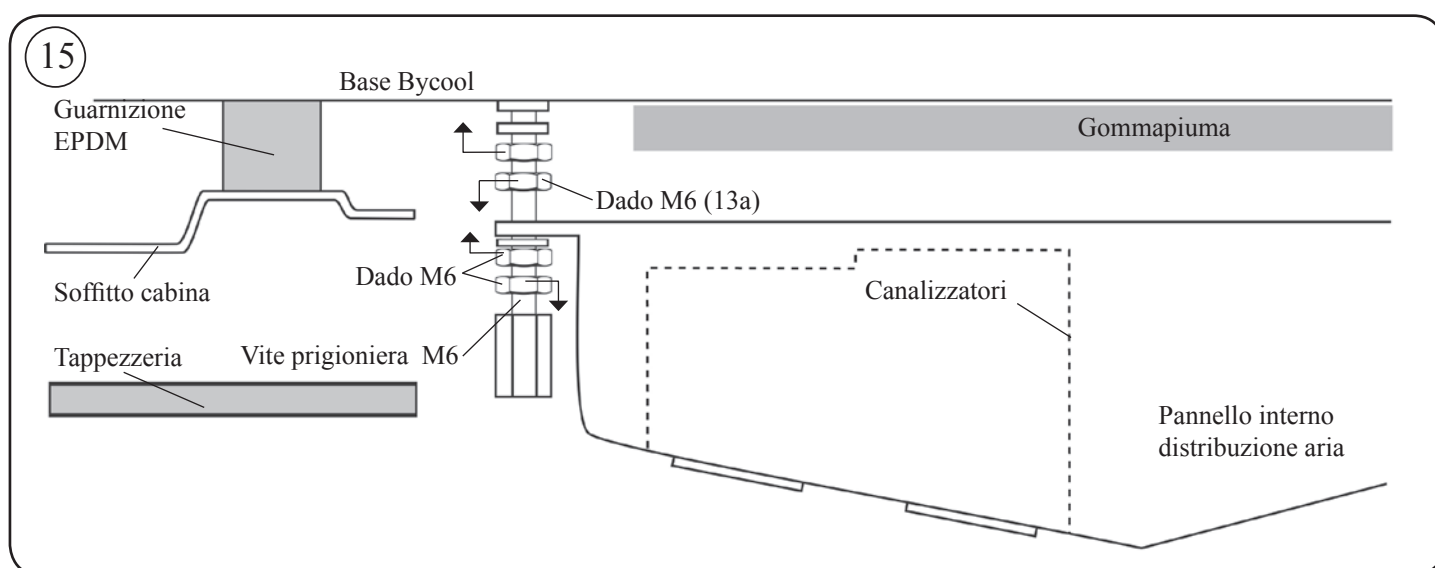 15
Base Bycool
Guarnizione
EPDM
Gommapiuma
Dado M6 (13a)
Soffitto cabina
Dado M6
Canalizzatori
Tappezzeria
Vite prigioniera M6
Pannello interno
distribuzione aria